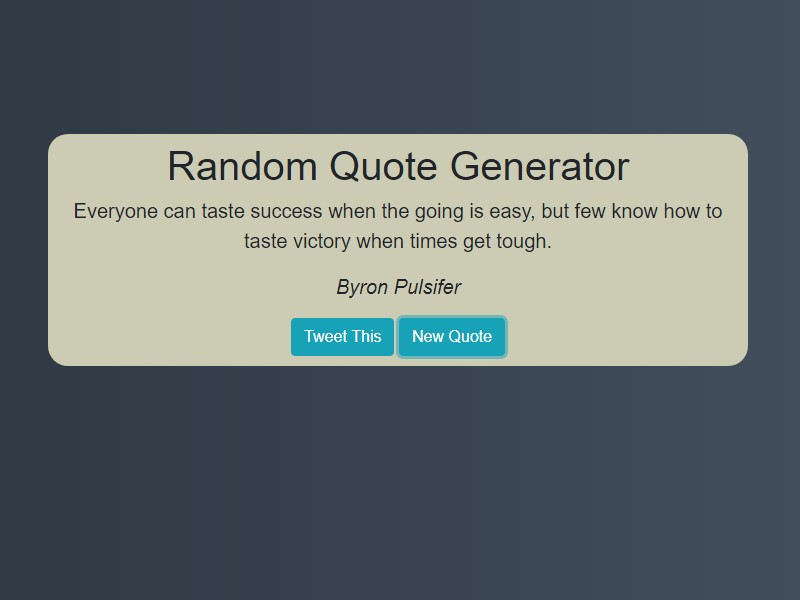 Random Quote Generator
Everyone can taste success when the going is easy, but few know how to
taste victory when times get tough.
Byron Pulsifer
Tweet This New Quote